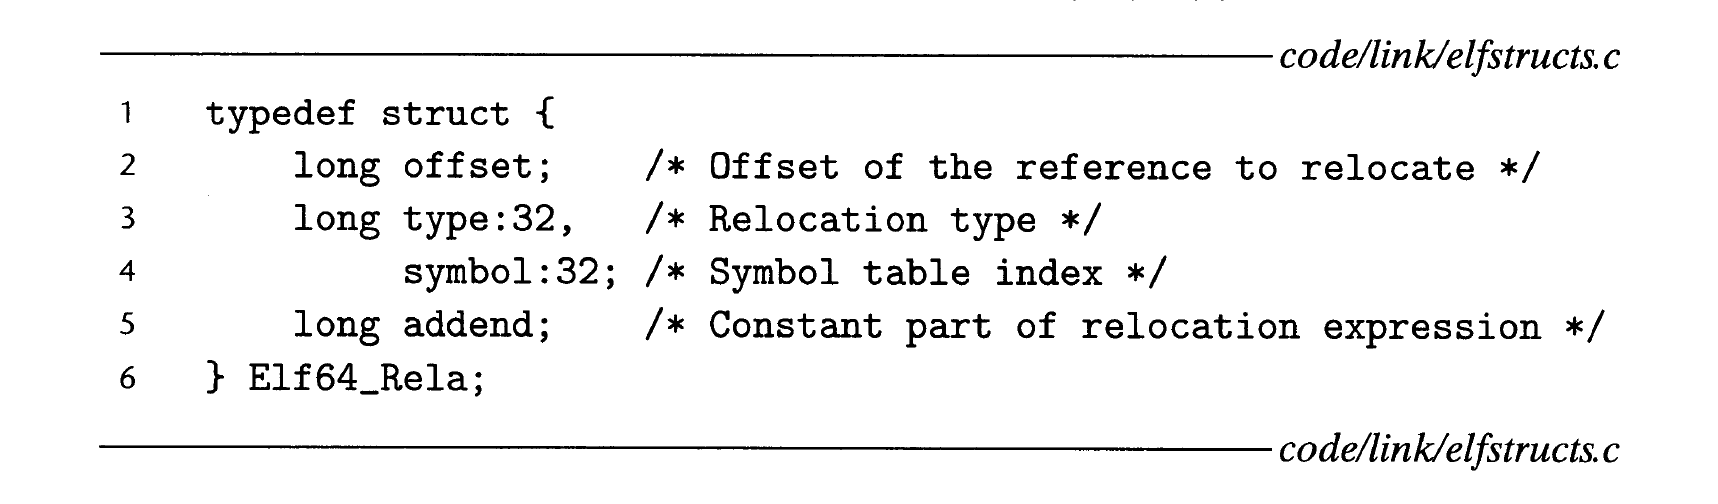 code/link/elfstructs.c
1 typedef struct {
2 long offset; /* Offset of the reference to relocate */
3 long type:32, /* Relocation type */
4 symbol:32; /* Symbol table index */
5 long addend; /* Constant part of relocation expression */
6 } Elf64_Rela;
code/link/elfstructs.c